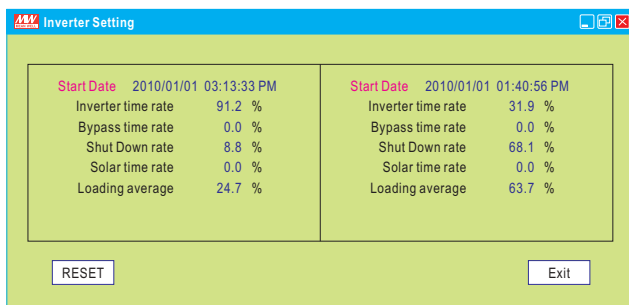 Inverter Setting
Start Date 2010/01/01 03:13:33 PM
Inverter time rate 91.2 %
Bypass time rate 0.0 %
Shut Down rate 8.8 %
Solar time rate 0.0 %
Loading average 24.7 %
Start Date 2010/01/01 01:40:56 PM
Inverter time rate 31.9 %
Bypass time rate 0.0 %
Shut Down rate 68.1 %
Solar time rate 0.0 %
Loading average 63.7 %
RESET
Exit